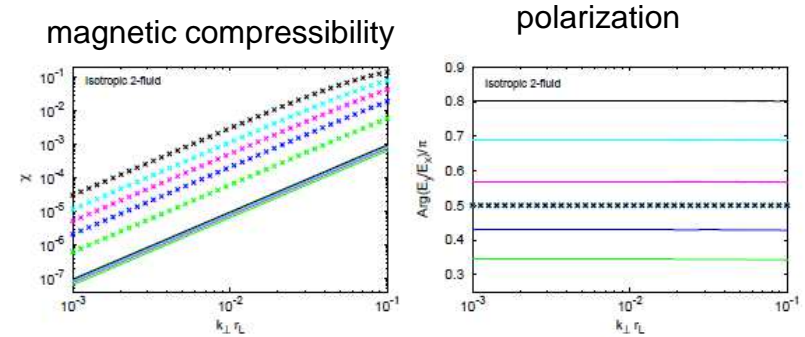 magnetic compressibility
polarization
Isotropic 2-fluid
10⁻¹
10⁻²
10⁻³
10⁻⁴
10⁻⁵
10⁻⁶
10⁻⁷
χ
10⁻³
10⁻²
10⁻¹
k⊥ rL
Isotropic 2-fluid
0.9
0.8
0.7
0.6
0.5
0.4
0.3
Arg(Ey/Ex)/π
10⁻³
10⁻²
10⁻¹
k⊥ rL